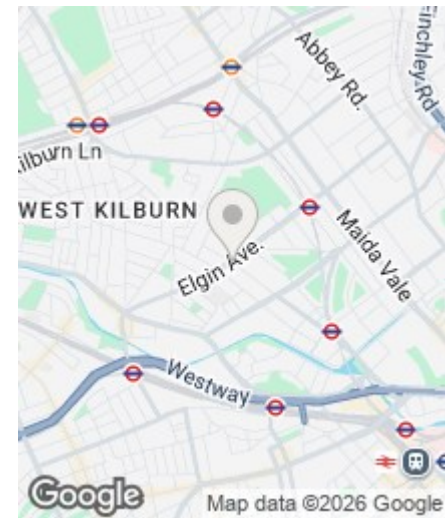 Abbey Rd.
Finchley Rd
Kilburn Ln
WEST KILBURN
Maida Vale
Elgin Ave.
Westway
Google
Map data ©2026 Google